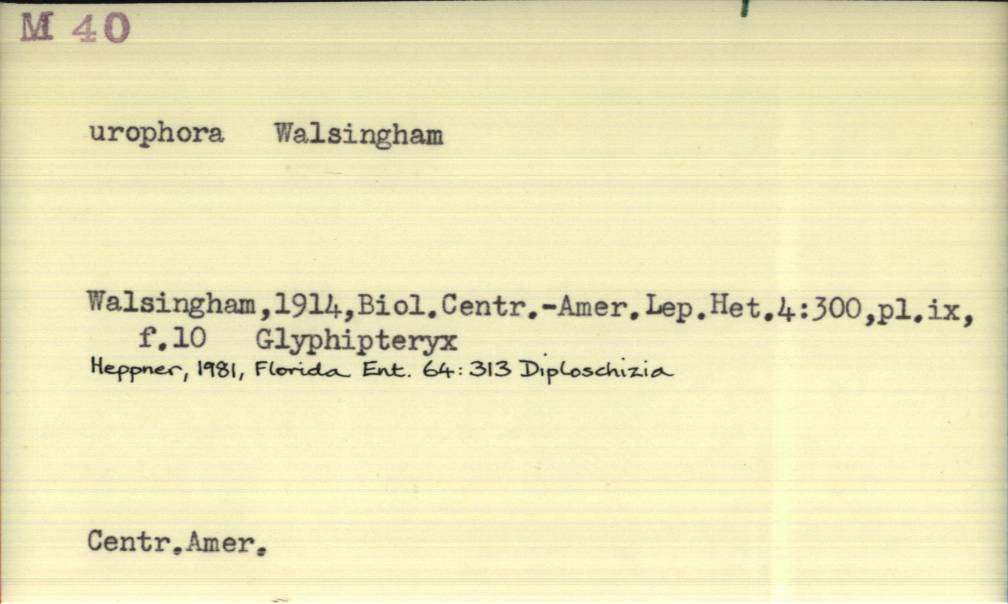 M 40
urophora Walsingham
Walsingham,1914,Biol.Centr.-Amer.Lep.Het.4:300,pl.ix,
f.10 Glyphipteryx
Heppner, 1981, Florida Ent. 64: 313 Diploschizia
Centr.Amer.